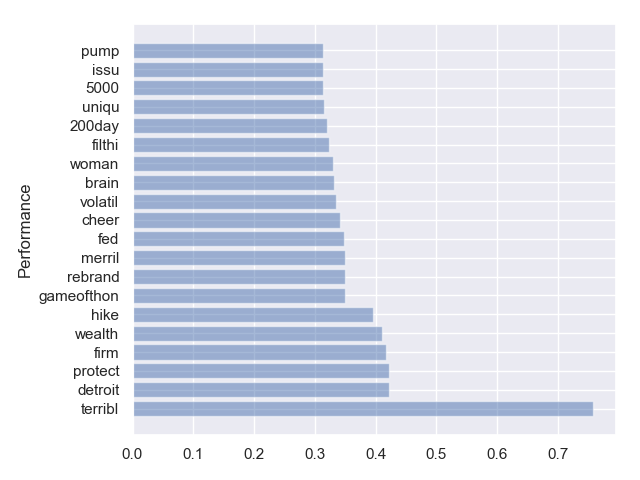 pump
issu
5000
uniqu
200day
filthi
woman
brain
volatil
cheer
fed
merril
rebrand
gameofthon
hike
wealth
firm
protect
detroit
terribl
Performance
0.0 0.1 0.2 0.3 0.4 0.5 0.6 0.7